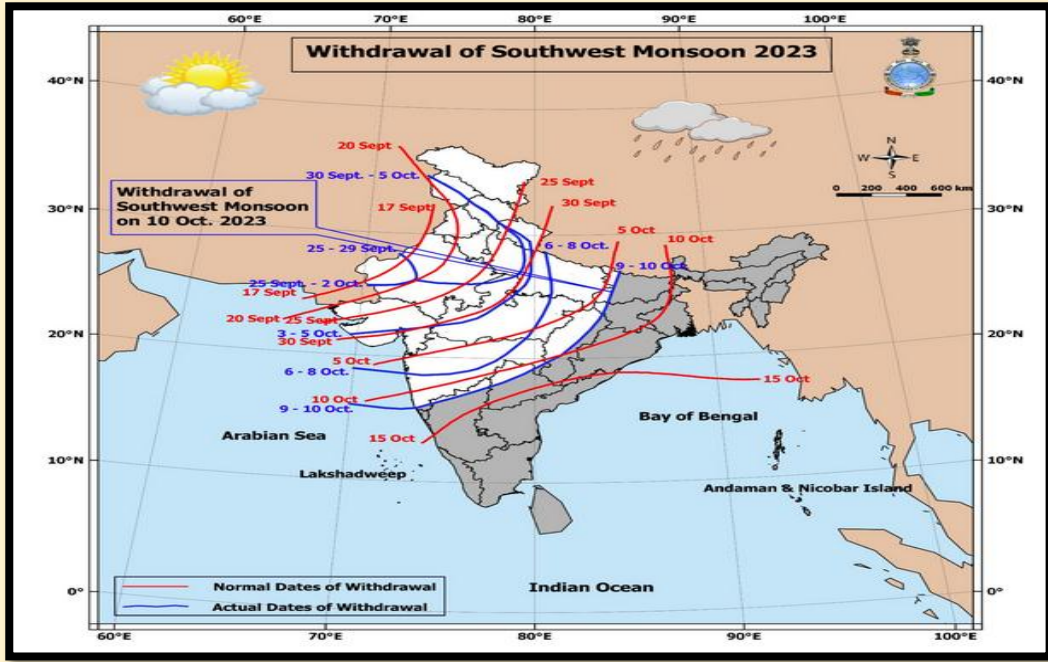 60°E 70°E 80°E 90°E 100°E
Withdrawal of Southwest Monsoon 2023
40°N 40°N
N
W E
S
0 200 400 600 km
20 Sept
30 Sept. - 5 Oct.
25 Sept
Withdrawal of
Southwest Monsoon
on 10 Oct. 2023
30°N 30°N
17 Sept
30 Sept
5 Oct
10 Oct
25 - 29 Sept.
6 - 8 Oct.
9 - 10 Oct.
25 Sept. - 2 Oct.
17 Sept
20 Sept
25 Sept
20°N 20°N
3 - 5 Oct.
30 Sept
5 Oct
6 - 8 Oct.
15 Oct
10 Oct
9 - 10 Oct.
Bay of Bengal
Arabian Sea
15 Oct
10°N 10°N
Lakshadweep
Andaman & Nicobar Island
Normal Dates of Withdrawal
Indian Ocean
0° 0°
Actual Dates of Withdrawal
60°E 70°E 80°E 90°E 100°E